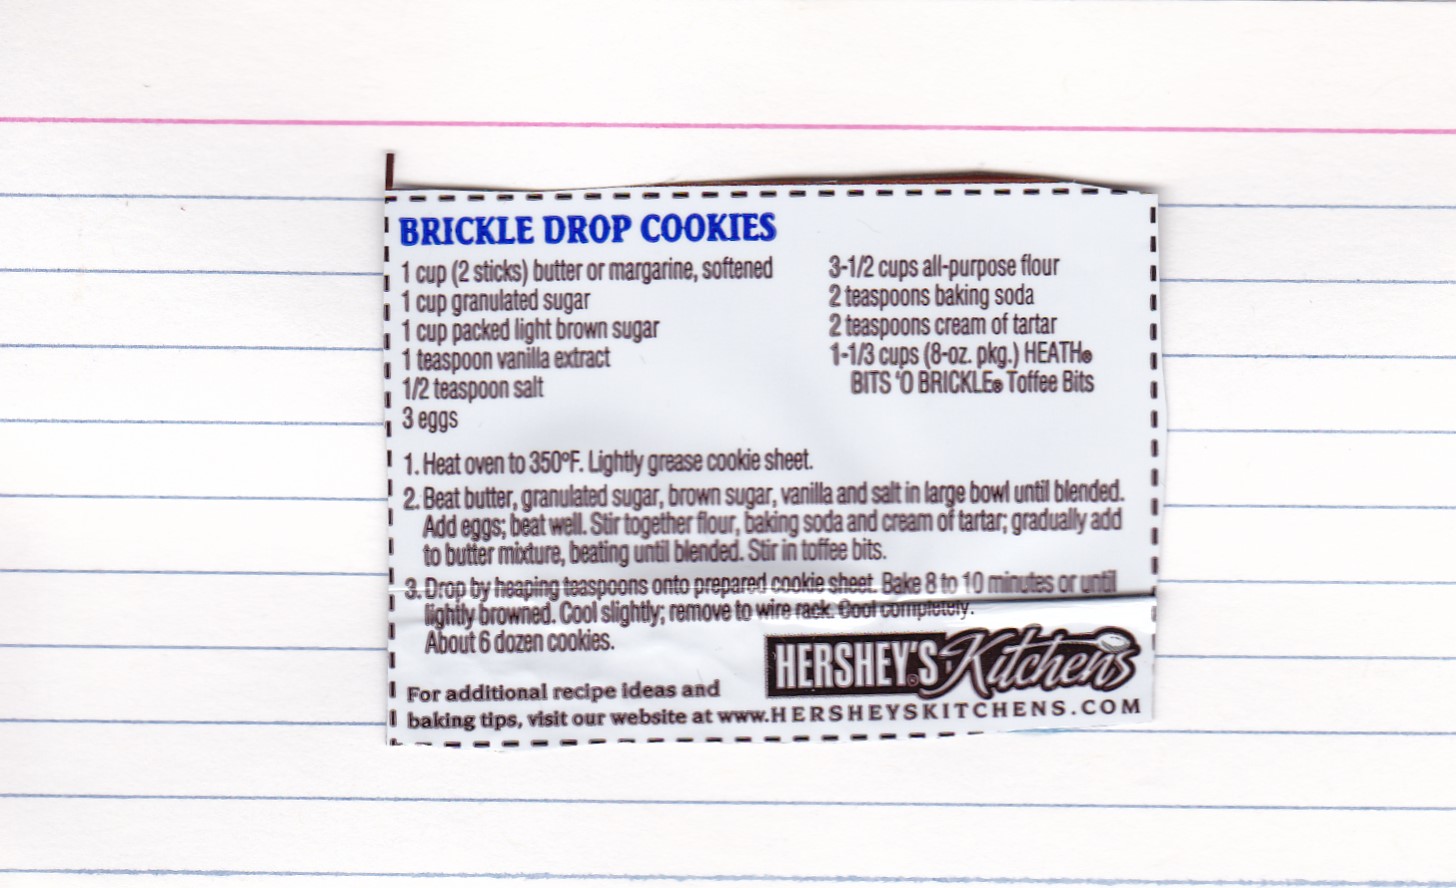 BRICKLE DROP COOKIES
1 cup (2 sticks) butter or margarine, softened
1 cup granulated sugar
1 cup packed light brown sugar
1 teaspoon vanilla extract
1/2 teaspoon salt
3 eggs
3-1/2 cups all-purpose flour
2 teaspoons baking soda
2 teaspoons cream of tartar
1-1/3 cups (8-oz. pkg.) HEATH®
BITS 'O BRICKLE® Toffee Bits
1. Heat oven to 350°F. Lightly grease cookie sheet.
2. Beat butter, granulated sugar, brown sugar, vanilla and salt in large bowl until blended.
Add eggs; beat well. Stir together flour, baking soda and cream of tartar; gradually add
to butter mixture, beating until blended. Stir in toffee bits.
3. Drop by heaping teaspoons onto prepared cookie sheet. Bake 8 to 10 minutes or until
lightly browned. Cool slightly; remove to wire rack. Cool completely.
About 6 dozen cookies.
HERSHEY'S® Kitchens
For additional recipe ideas and
baking tips, visit our website at www.HERSHEYSKITCHENS.COM